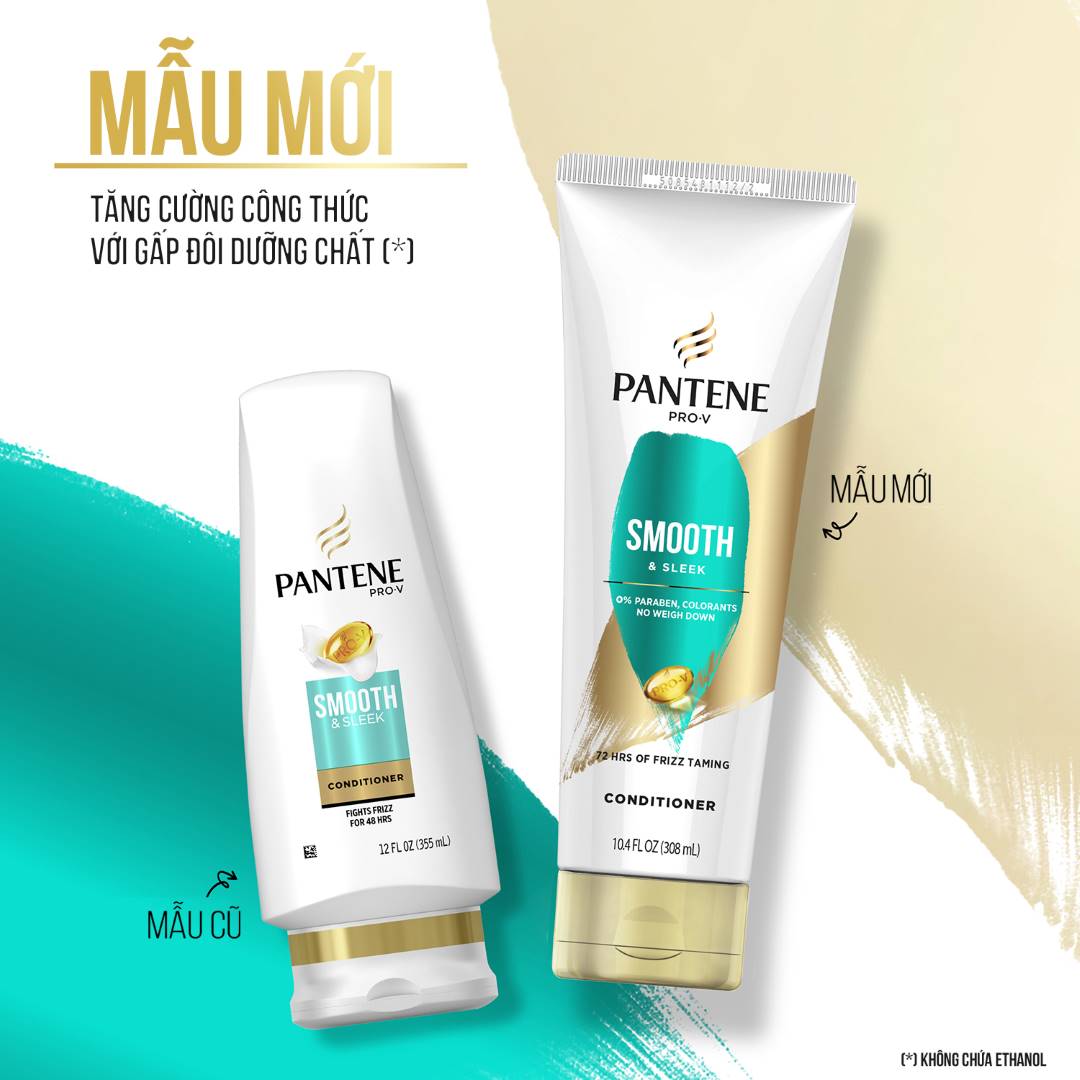 MẪU MỚI
TĂNG CƯỜNG CÔNG THỨC
VỚI GẤP ĐÔI DƯỠNG CHẤT (*)
PANTENE
PRO-V
SMOOTH
& SLEEK
0% PARABEN, COLORANTS
NO WEIGH DOWN
PRO-V
72 HRS OF FRIZZ TAMING
CONDITIONER
10.4 FL OZ (308 mL)
MẪU MỚI
PANTENE
PRO-V
PRO-V
SMOOTH
& SLEEK
CONDITIONER
FIGHTS FRIZZ
FOR 48 HRS
12 FL OZ (355 mL)
MẪU CŨ
(*) KHÔNG CHỨA ETHANOL